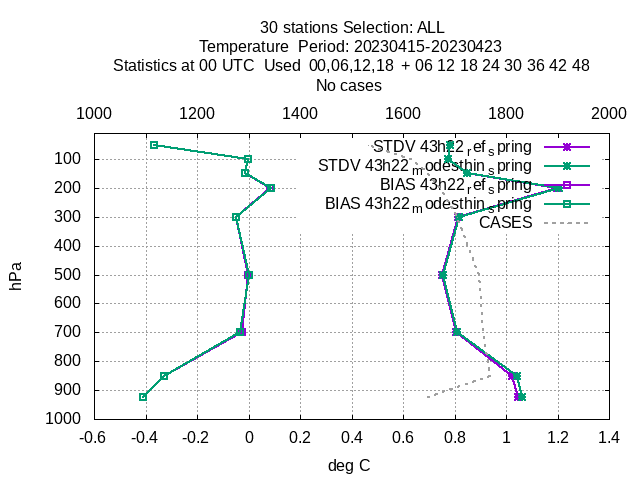 30 stations Selection: ALL
Temperature  Period: 20230415-20230423
Statistics at 00 UTC  Used  00,06,12,18  + 06 12 18 24 30 36 42 48
No cases
1000 1200 1400 1600 1800 2000
STDV 43h22_ref_spring
100
STDV 43h22_modesthin_spring
200
BIAS 43h22_ref_spring
BIAS 43h22_modesthin_spring
300
CASES
400
hPa
500
600
700
800
900
1000
-0.6 -0.4 -0.2 0 0.2 0.4 0.6 0.8 1 1.2 1.4
deg C